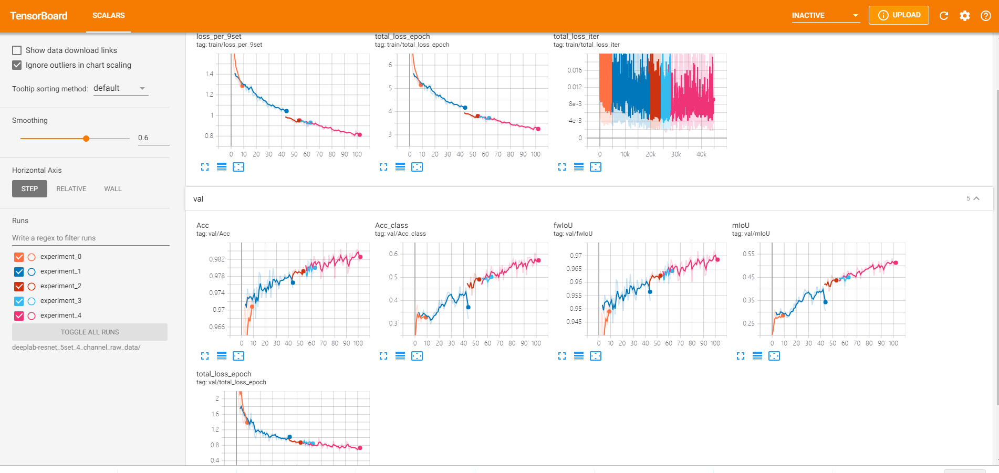 TensorBoard
SCALARS
INACTIVE
UPLOAD
Show data download links
Ignore outliers in chart scaling
Tooltip sorting method: default
Smoothing
0.6
Horizontal Axis
STEP RELATIVE WALL
Runs
Write a regex to filter runs
experiment_0
experiment_1
experiment_2
experiment_3
experiment_4
TOGGLE ALL RUNS
deeplab-resnet_5set_4_channel_raw_data/
loss_per_9set
tag: train/loss_per_9set
1.4
1.2
1
0.8
0 10 20 30 40 50 60 70 80 90 100
total_loss_epoch
tag: train/total_loss_epoch
6
5
4
3
0 10 20 30 40 50 60 70 80 90 100
total_loss_iter
tag: train/total_loss_iter
0.016
0.012
8e-3
4e-3
0
0 10k 20k 30k 40k
val
5
Acc
tag: val/Acc
0.982
0.978
0.974
0.97
0.966
0 10 20 30 40 50 60 70 80 90 100
Acc_class
tag: val/Acc_class
0.6
0.5
0.4
0.3
0 10 20 30 40 50 60 70 80 90 100
fwIoU
tag: val/fwIoU
0.97
0.965
0.96
0.955
0.95
0.945
0 10 20 30 40 50 60 70 80 90 100
mIoU
tag: val/mIoU
0.55
0.45
0.35
0.25
0 10 20 30 40 50 60 70 80 90 100
total_loss_epoch
tag: val/total_loss_epoch
2
1.6
1.2
0.8
0.4